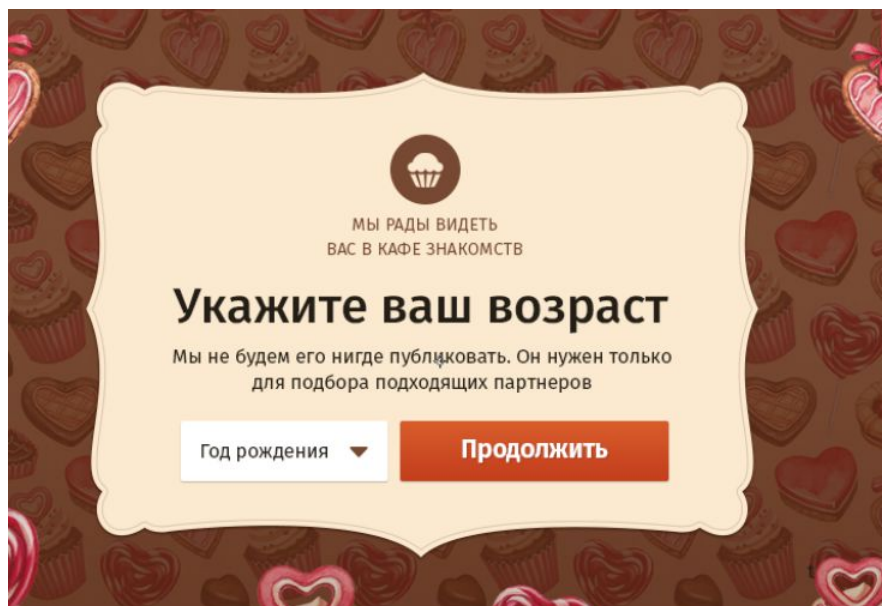 МЫ РАДЫ ВИДЕТЬ
ВАС В КАФЕ ЗНАКОМСТВ
Укажите ваш возраст
Мы не будем его нигде публиковать. Он нужен только
для подбора подходящих партнеров
Год рождения
Продолжить